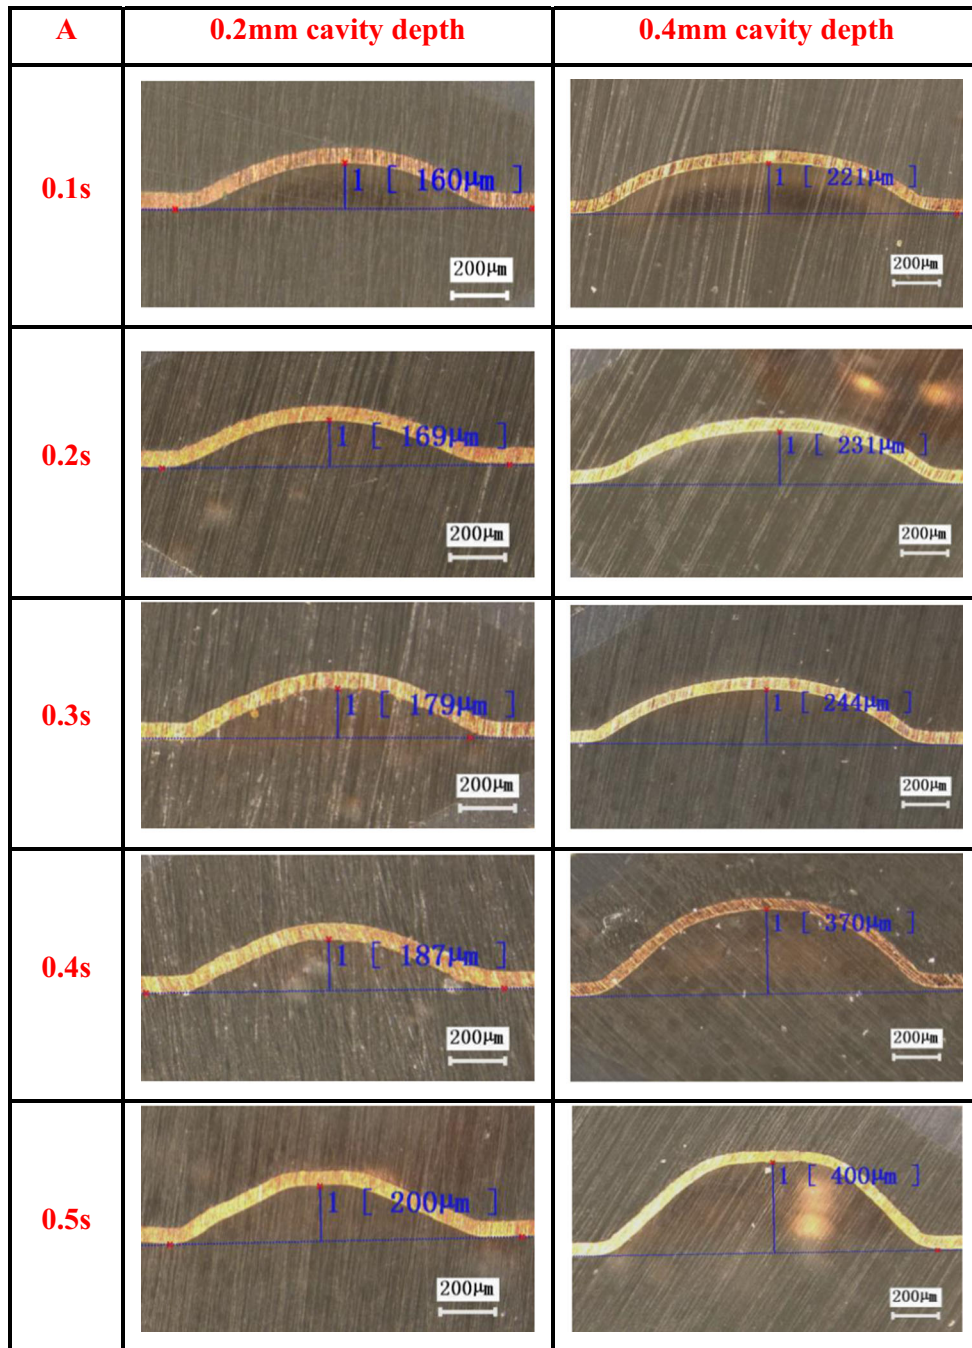 A 0.2mm cavity depth 0.4mm cavity depth
0.1s
1 [ 160μm ]
200μm
1 [ 221μm ]
200μm
0.2s
1 [ 169μm ]
200μm
1 [ 231μm ]
200μm
0.3s
1 [ 179μm ]
200μm
1 [ 244μm ]
200μm
0.4s
1 [ 187μm ]
200μm
1 [ 370μm ]
200μm
0.5s
1 [ 200μm ]
200μm
1 [ 400μm ]
200μm